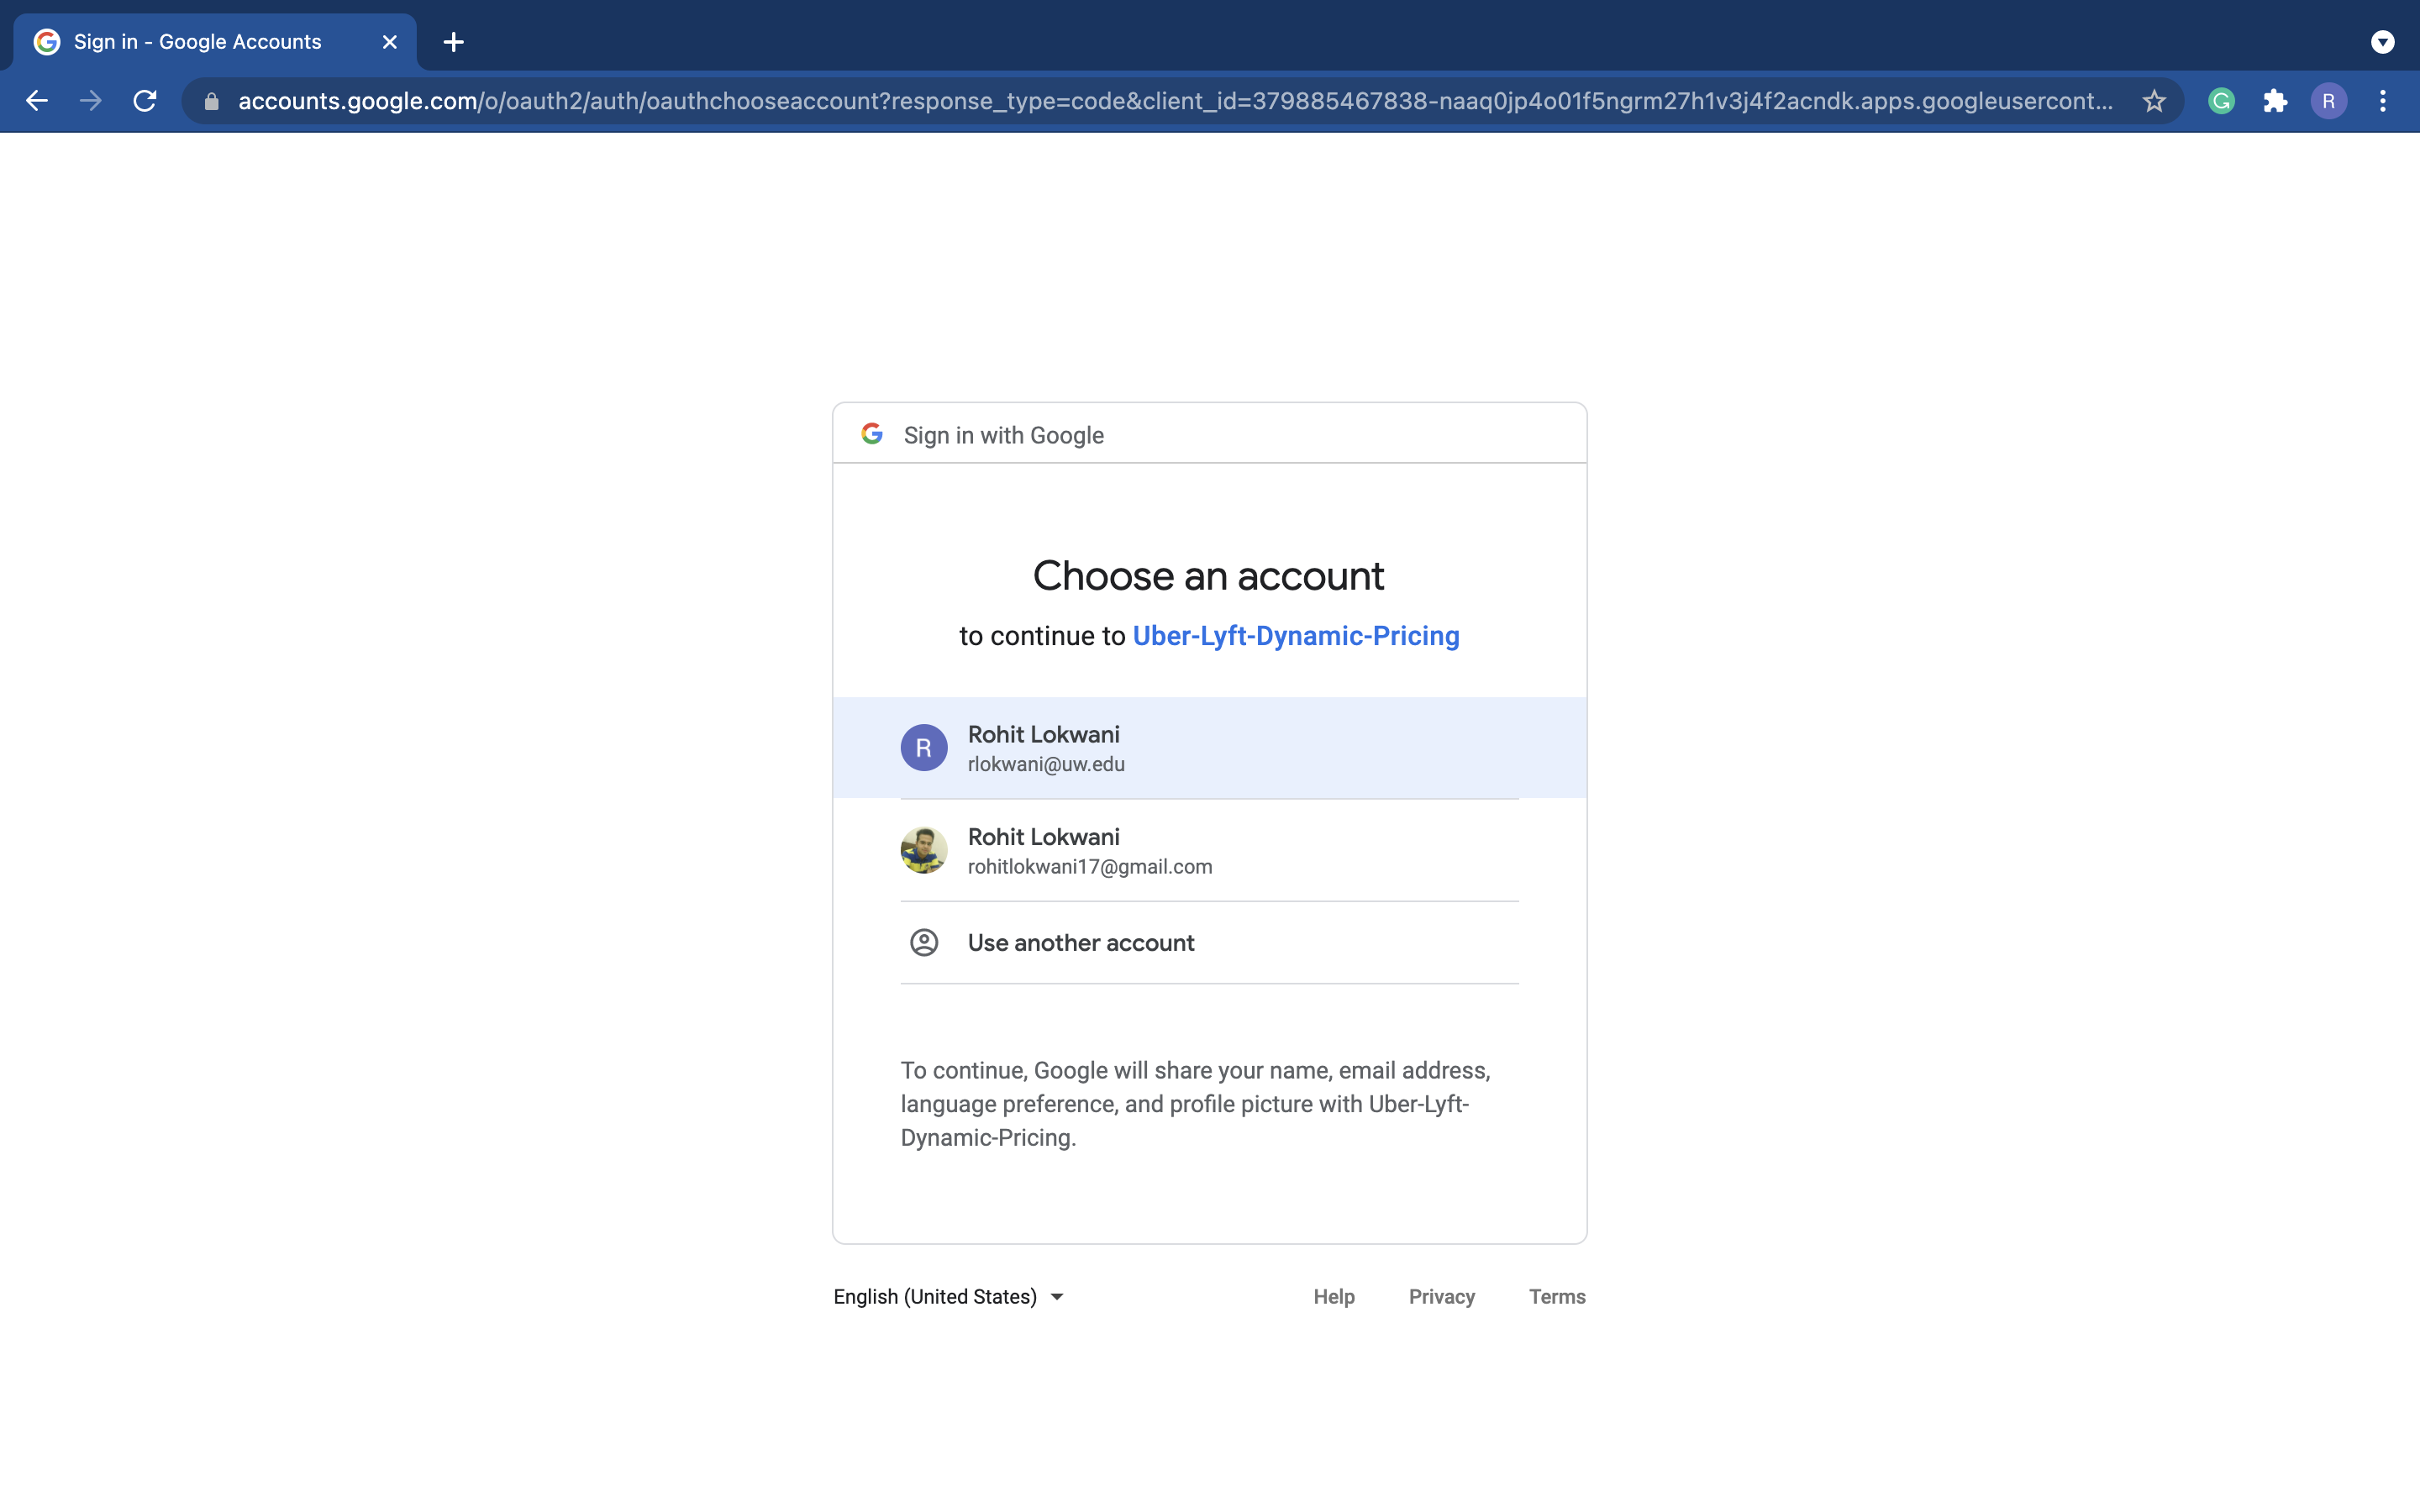 Sign in - Google Accounts
accounts.google.com/o/oauth2/auth/oauthchooseaccount?response_type=code&client_id=379885467838-naaq0jp4o01f5ngrm27h1v3j4f2acndk.apps.googleusercont...
R
Sign in with Google
Choose an account
to continue to Uber-Lyft-Dynamic-Pricing
R
Rohit Lokwani
rlokwani@uw.edu
Rohit Lokwani
rohitlokwani17@gmail.com
Use another account
To continue, Google will share your name, email address,
language preference, and profile picture with Uber-Lyft-
Dynamic-Pricing.
English (United States)
Help Privacy Terms